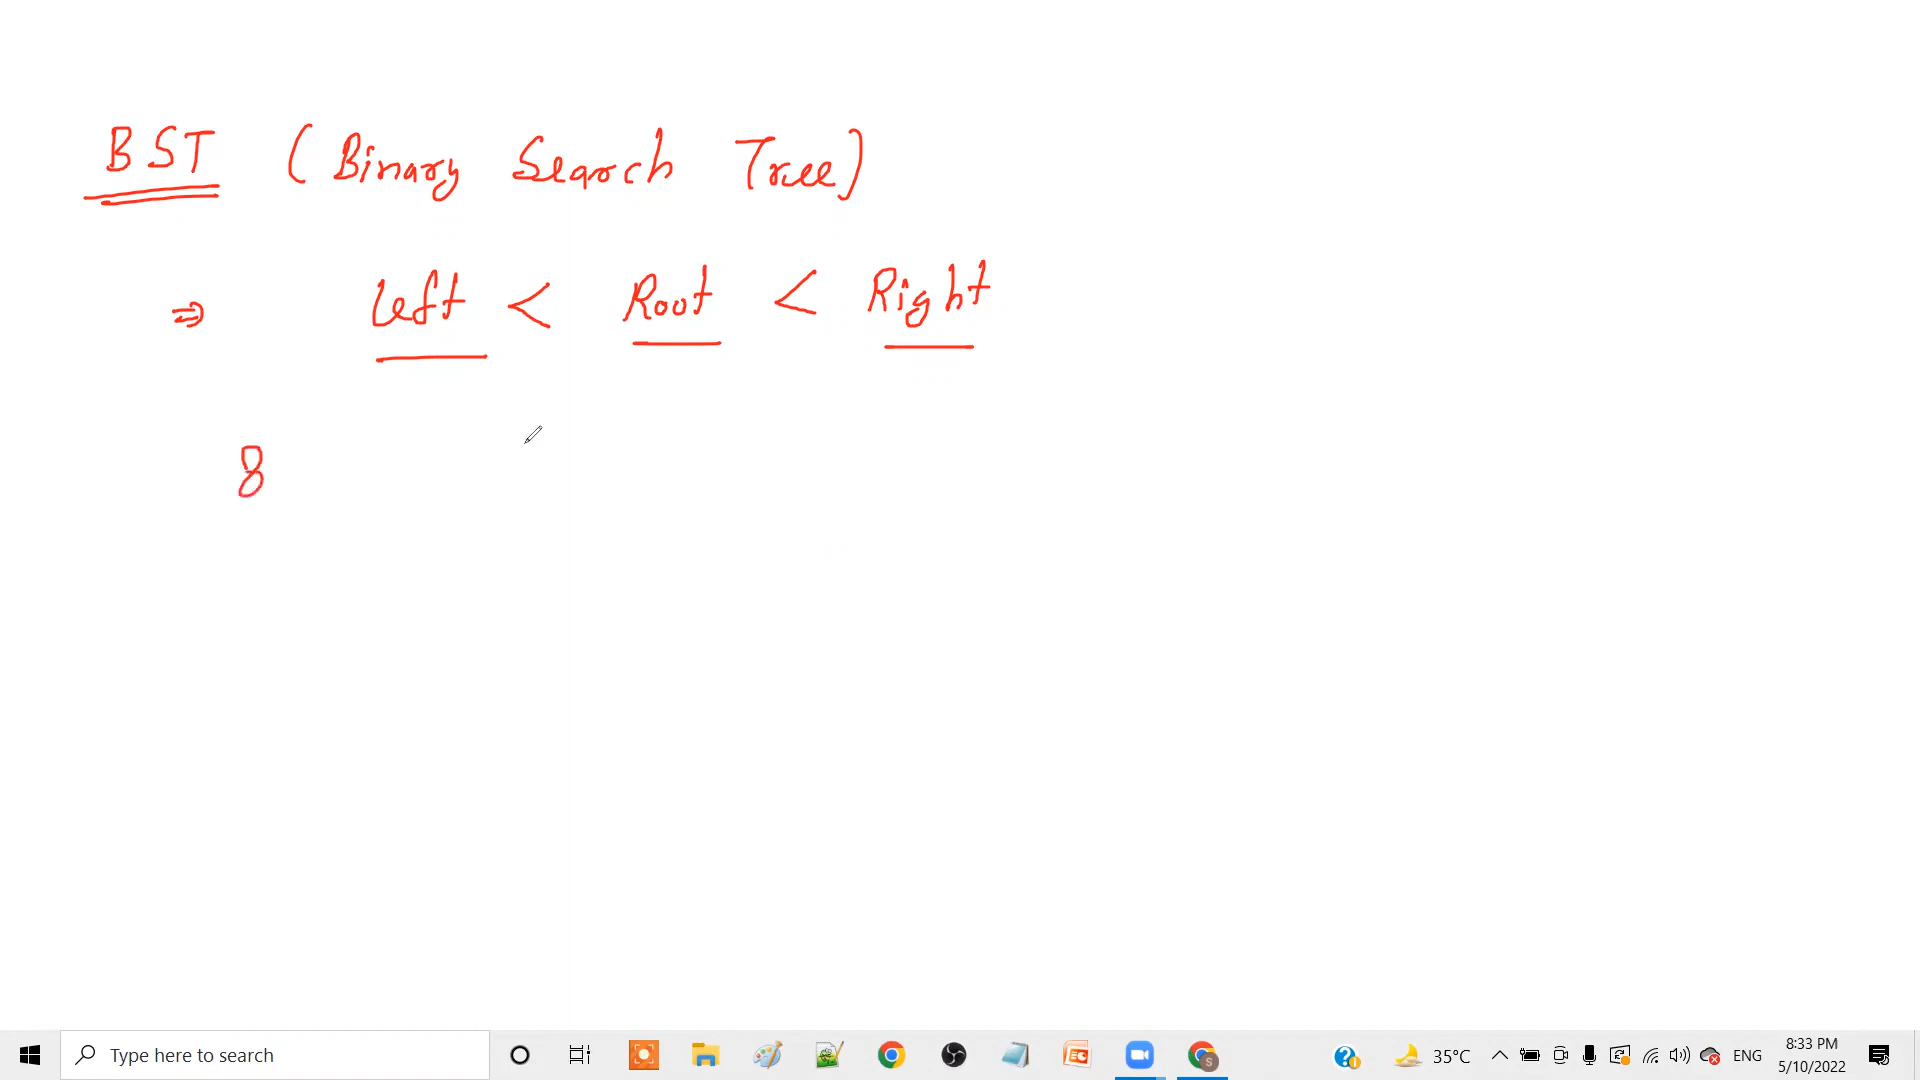 BST (Binary Search Tree)
⇒ Left < Root < Right
8
Type here to search
35°C
ENG
8:33 PM
5/10/2022